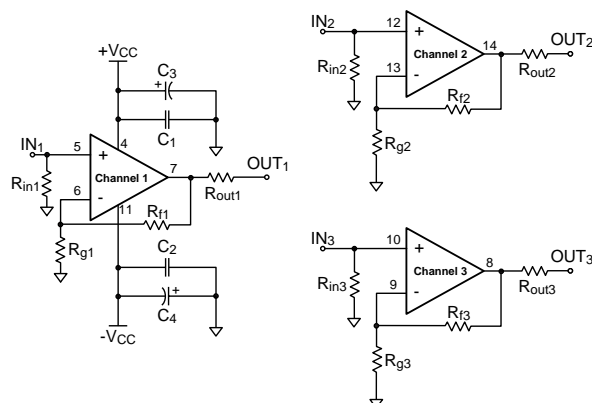 +VCC
C3
+
C1
IN1
5
4
+
Channel 1
7
OUT1
Rin1
6
-
11
Rout1
Rf1
Rg1
C2
+
C4
-VCC
IN2
12
+
Channel 2
14
OUT2
Rin2
13
-
Rout2
Rf2
Rg2
IN3
10
+
Channel 3
8
OUT3
Rin3
9
-
Rout3
Rf3
Rg3